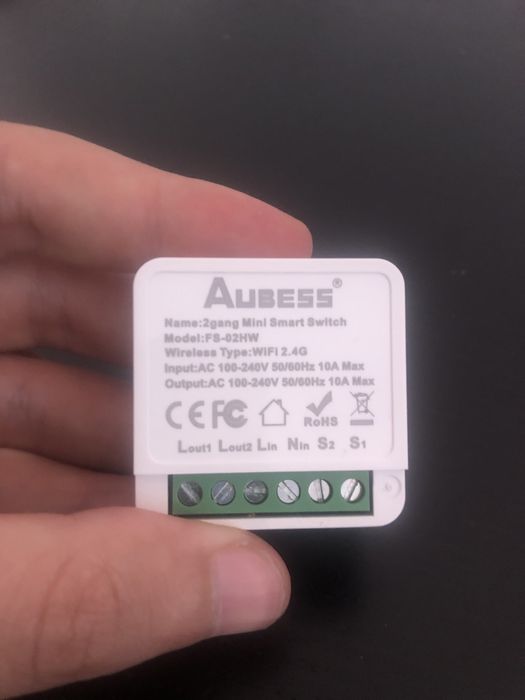 AUBESS®
Name:2gang Mini Smart Switch
Model:FS-02HW
Wireless Type:WiFi 2.4G
Input:AC 100-240V 50/60Hz 10A Max
Output:AC 100-240V 50/60Hz 10A Max
CE FC RoHS
Lout1 Lout2 Lin Nin S2 S1